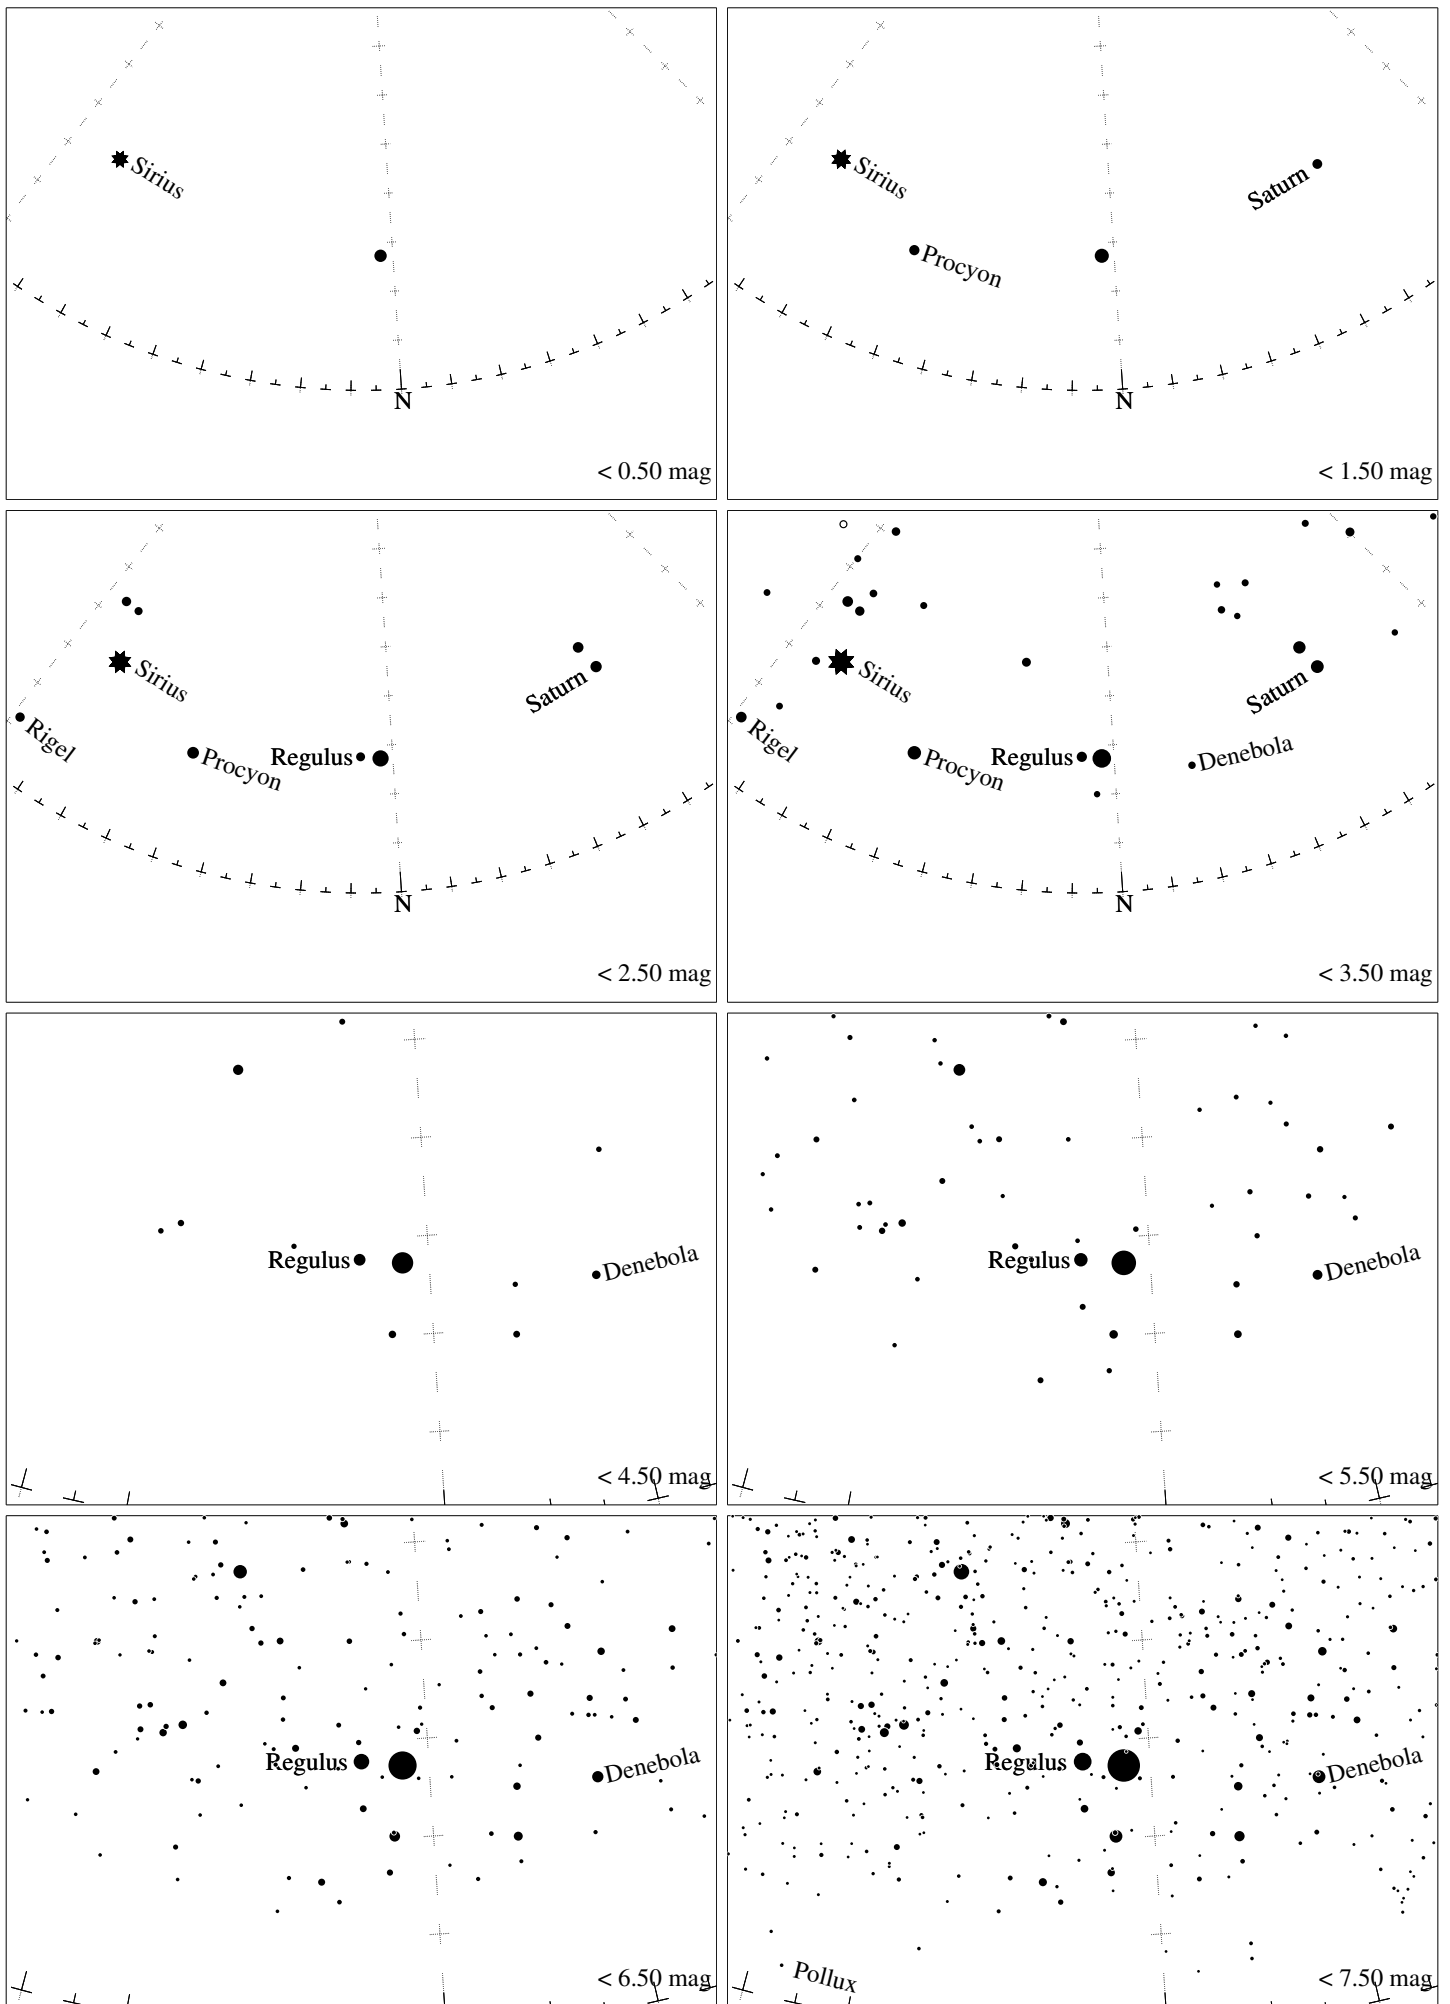 Sirius
N
< 0.50 mag
Sirius
Saturn
Procyon
N
< 1.50 mag
Sirius
Saturn
Rigel
Procyon
Regulus
N
< 2.50 mag
Sirius
Saturn
Rigel
Procyon
Regulus
Denebola
N
< 3.50 mag
Regulus
Denebola
< 4.50 mag
Regulus
Denebola
< 5.50 mag
Regulus
Denebola
< 6.50 mag
Regulus
Denebola
Pollux
< 7.50 mag